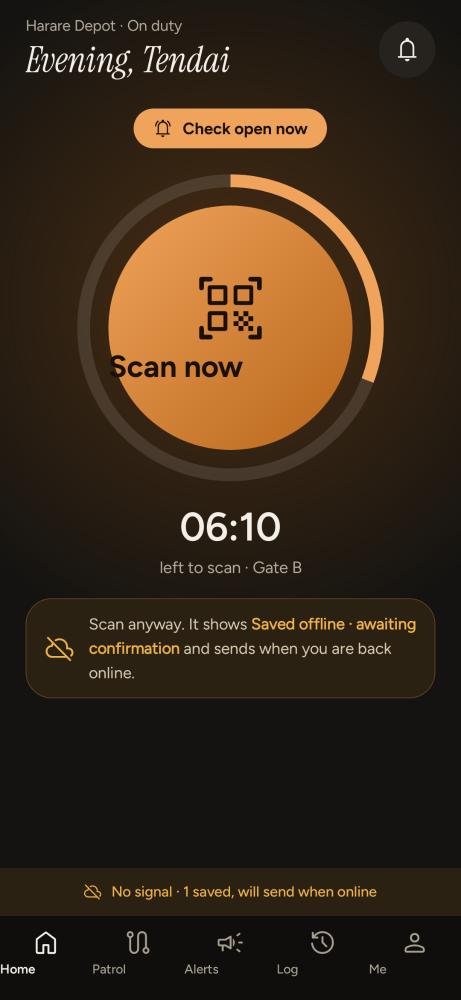 Harare Depot · On duty
Evening, Tendai
Check open now
Scan now
06:10
left to scan · Gate B
Scan anyway. It shows Saved offline · awaiting
confirmation and sends when you are back
online.
No signal · 1 saved, will send when online
Home Patrol Alerts Log Me